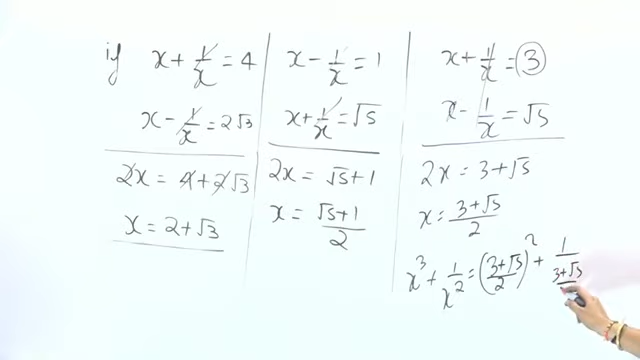 if x + 1/x = 4
x - 1/x = 2√3
2x = 4 + 2√3
x = 2 + √3
x - 1/x = 1
x + 1/x = √5
2x = √5 + 1
x = (√5 + 1)/2
x + 1/x = 3
x - 1/x = √5
2x = 3 + √5
x = (3 + √5)/2
x³ + 1/x² = ((3 + √5)/2)² + 1/(3 + √5)